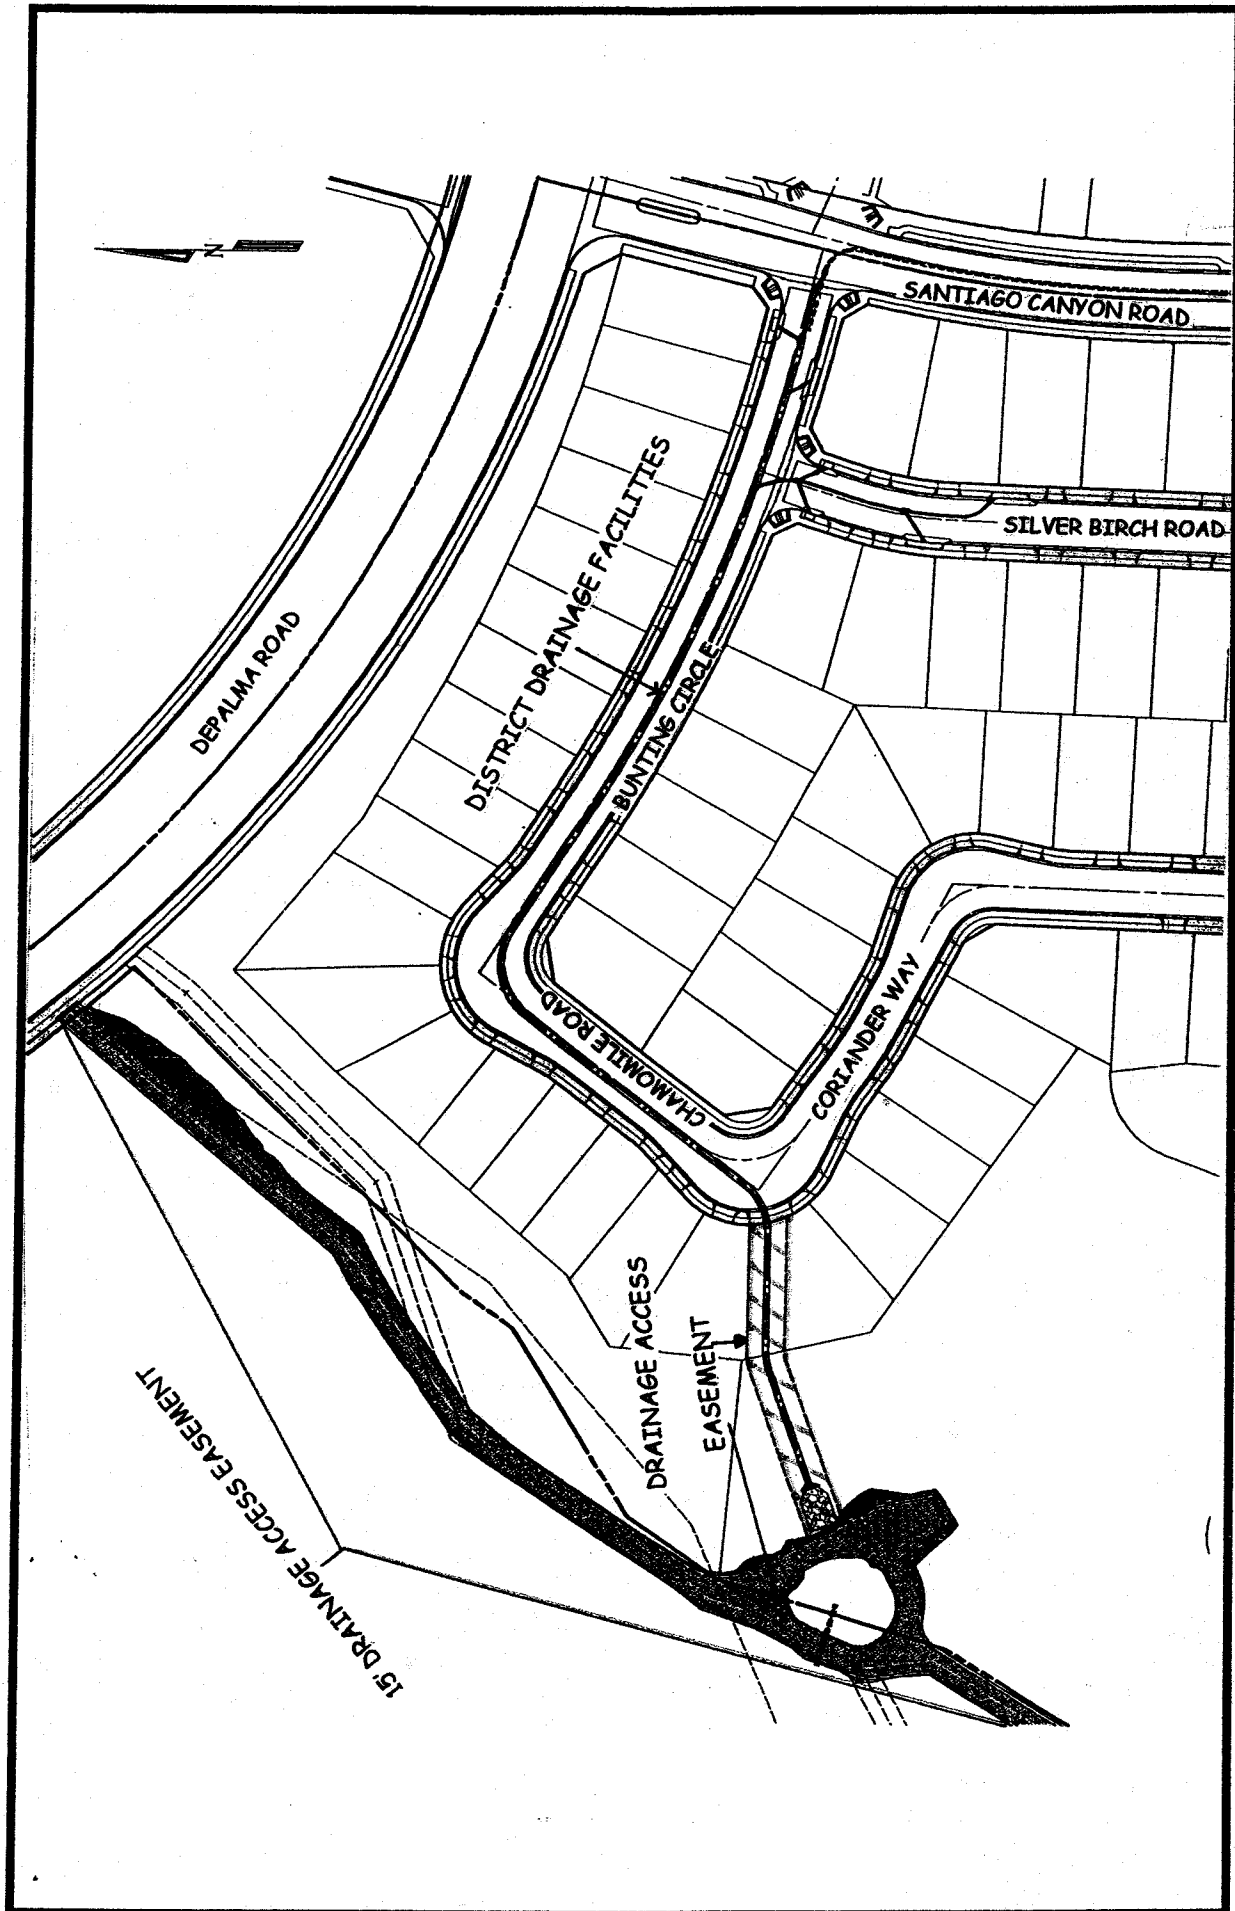 N
SANTIAGO CANYON ROAD
SILVER BIRCH ROAD
DEPALMA ROAD
DISTRICT DRAINAGE FACILITIES
BUNTING CIRCLE
CHAMOMILE ROAD
CORIANDER WAY
DRAINAGE ACCESS
EASEMENT
15' DRAINAGE ACCESS EASEMENT